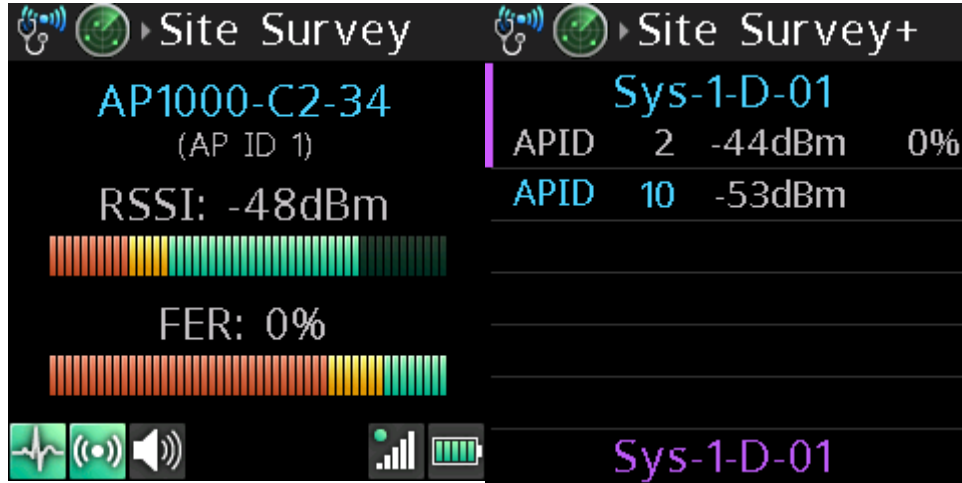 Site Survey
AP1000-C2-34
(AP ID 1)
RSSI: -48dBm
FER: 0%
Site Survey+
Sys-1-D-01
APID 2 -44dBm 0%
APID 10 -53dBm
Sys-1-D-01